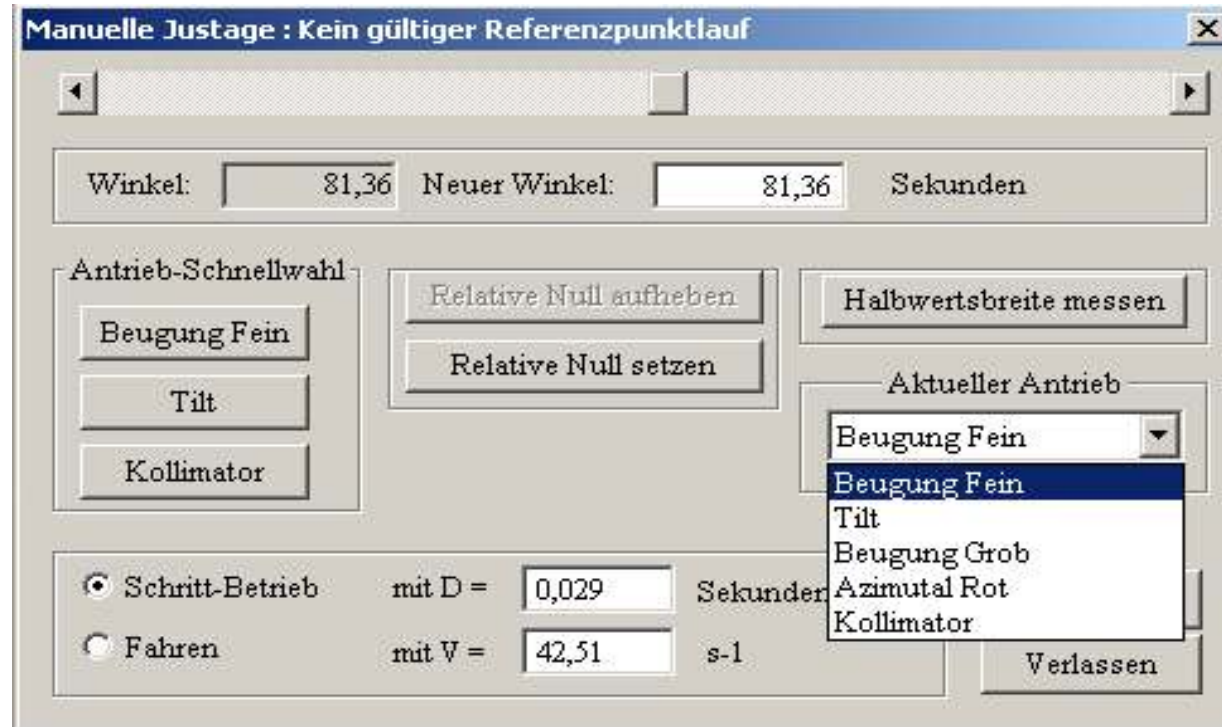 Manuelle Justage : Kein gültiger Referenzpunktlauf
Winkel: 81,36 Neuer Winkel: 81,36 Sekunden
Antrieb-Schnellwahl
Beugung Fein
Tilt
Kollimator
Relative Null aufheben
Relative Null setzen
Halbwertsbreite messen
Aktueller Antrieb
Beugung Fein
Beugung Fein
Tilt
Beugung Grob
Azimutal Rot
Kollimator
Schritt-Betrieb mit D = 0,029 Sekunden
Fahren mit V = 42,51 s-1
Verlassen